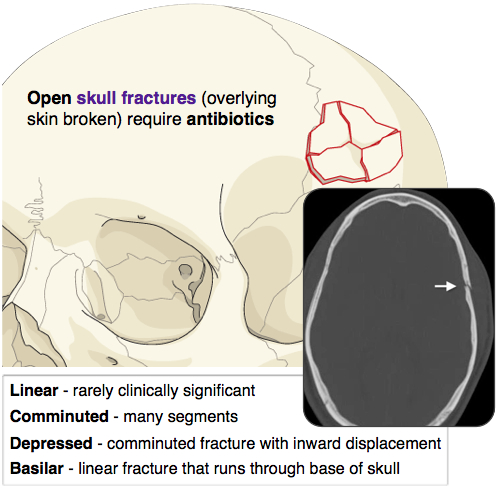 Open skull fractures (overlying
skin broken) require antibiotics
Linear - rarely clinically significant
Comminuted - many segments
Depressed - comminuted fracture with inward displacement
Basilar - linear fracture that runs through base of skull